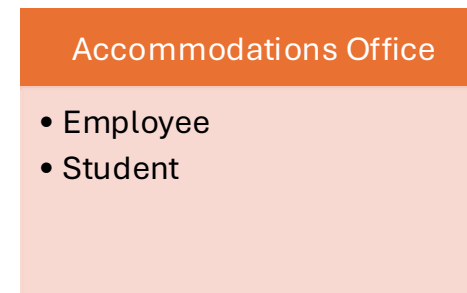 Accommodations Office
• Employee
• Student